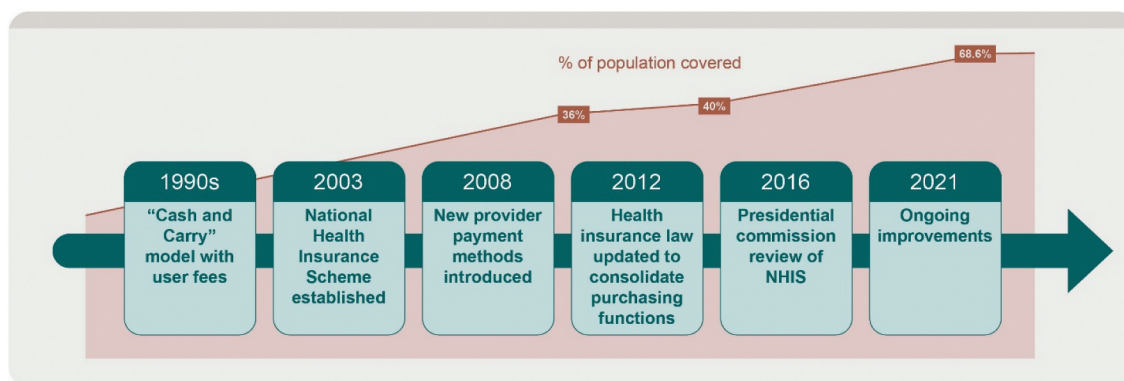 % of population covered
36%
40%
68.6%
1990s
“Cash and
Carry”
model with
user fees
2003
National
Health
Insurance
Scheme
established
2008
New provider
payment
methods
introduced
2012
Health
insurance law
updated to
consolidate
purchasing
functions
2016
Presidential
commission
review of
NHIS
2021
Ongoing
improvements